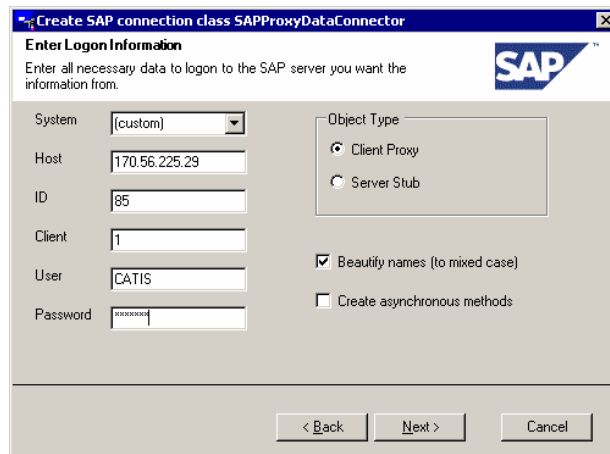 Create SAP connection class SAPProxyDataConnector
Enter Logon Information
Enter all necessary data to logon to the SAP server you want the
information from.
SAP
™
System
(custom)
Host
170.56.225.29
ID
85
Client
1
User
CATIS
Password
*******
Object Type
Client Proxy
Server Stub
Beautify names (to mixed case)
Create asynchronous methods
< Back
Next >
Cancel